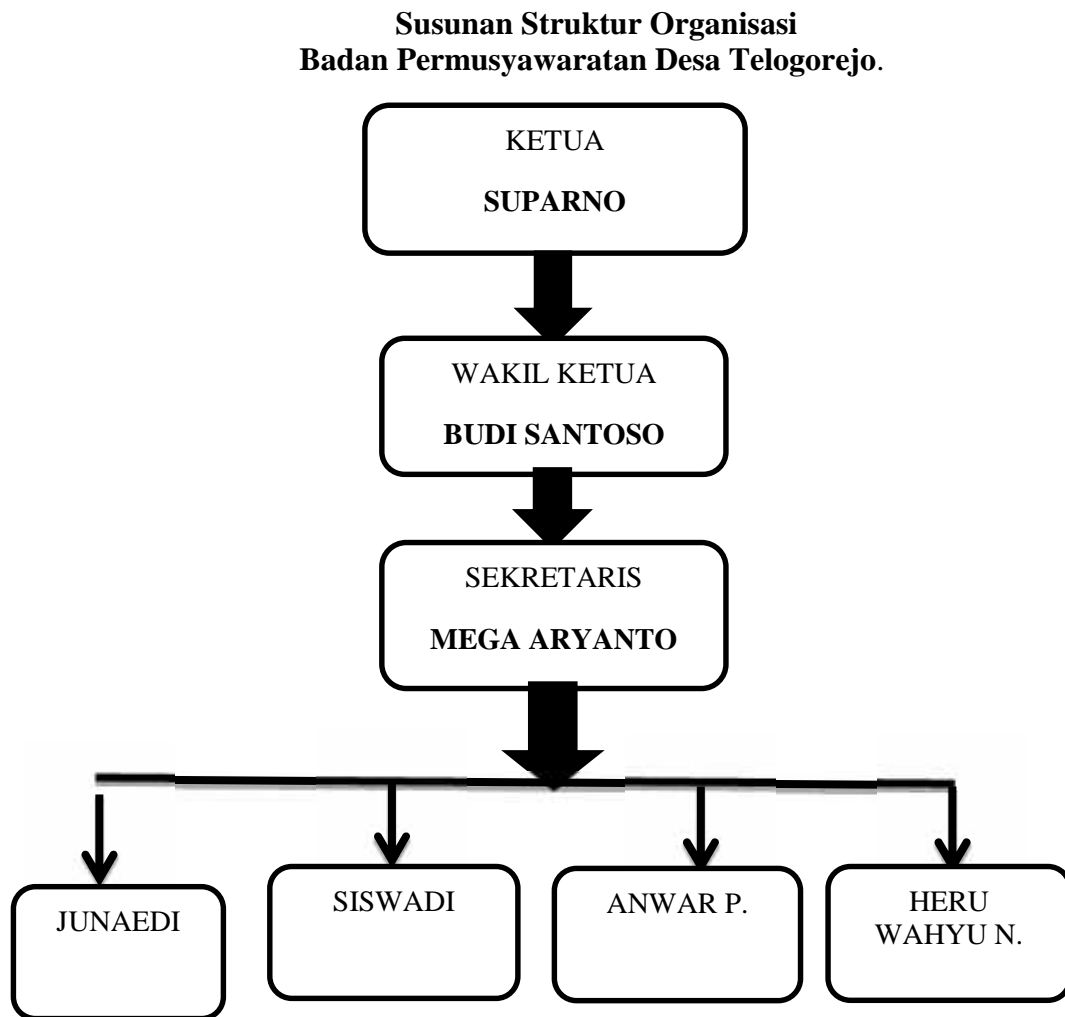 Susunan Struktur Organisasi
Badan Permusyawaratan Desa Telogorejo.
KETUA
SUPARNO
WAKIL KETUA
BUDI SANTOSO
SEKRETARIS
MEGA ARYANTO
JUNAEDI
SISWADI
ANWAR P.
HERU
WAHYU N.